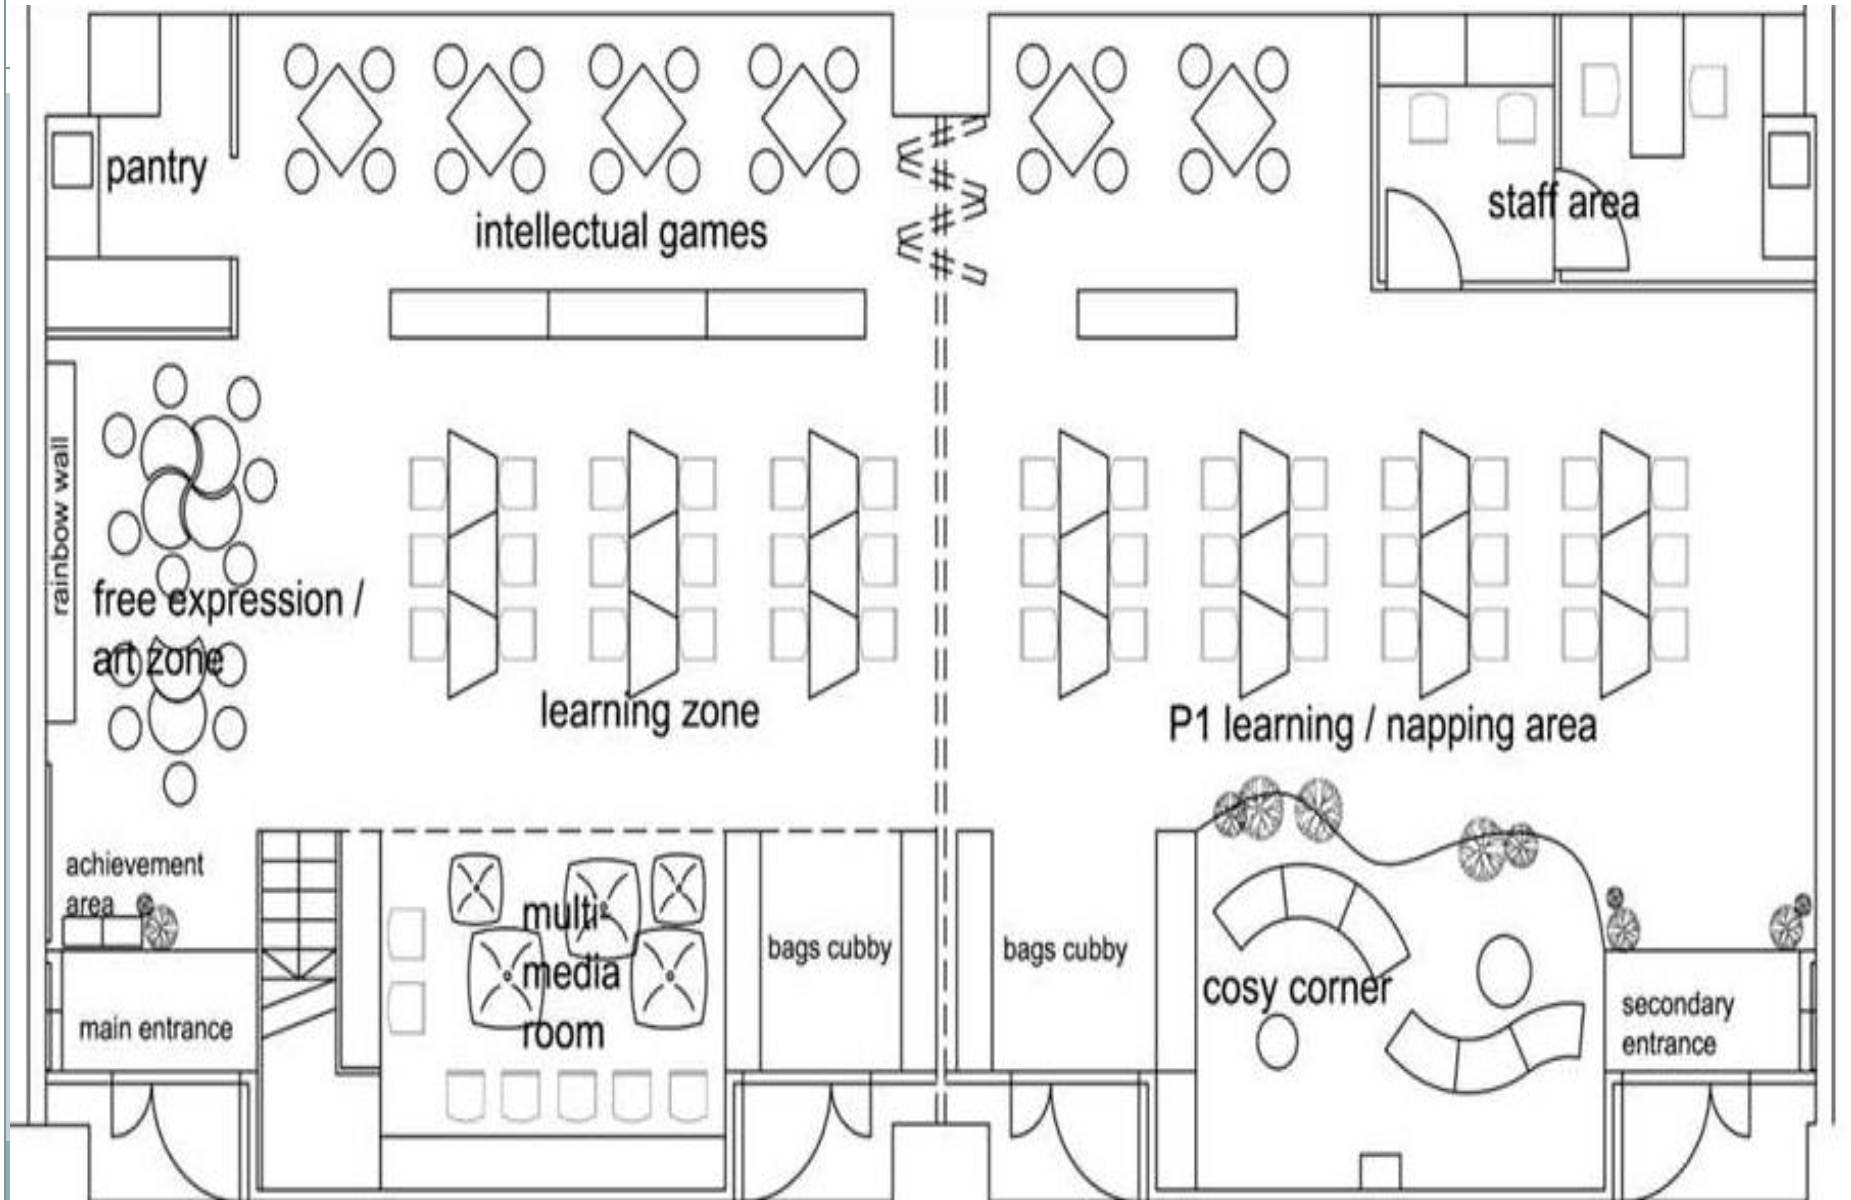 pantry
intellectual games
staff area
rainbow wall
free expression /
art zone
learning zone
P1 learning / napping area
achievement
area
multi-
media
room
bags cubby
bags cubby
cosy corner
main entrance
secondary
entrance